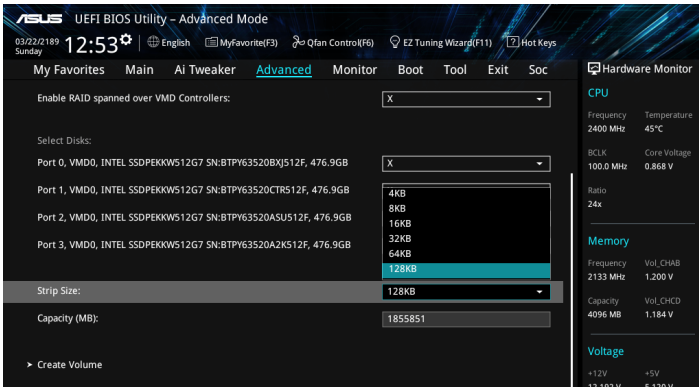 ASUS UEFI BIOS Utility – Advanced Mode
03/22/2189 Sunday 12:53 English MyFavorite(F3) Qfan Control(F6) EZ Tuning Wizard(F11) ? Hot Keys
My Favorites Main Ai Tweaker Advanced Monitor Boot Tool Exit Soc
Enable RAID spanned over VMD Controllers: X
Select Disks:
Port 0, VMD0, INTEL SSDPEKKW512G7 SN:BTPY63520BXJ512F, 476.9GB X
Port 1, VMD0, INTEL SSDPEKKW512G7 SN:BTPY63520CTR512F, 476.9GB
Port 2, VMD0, INTEL SSDPEKKW512G7 SN:BTPY63520ASU512F, 476.9GB
Port 3, VMD0, INTEL SSDPEKKW512G7 SN:BTPY63520A2K512F, 476.9GB
4KB
8KB
16KB
32KB
64KB
128KB
Strip Size: 128KB
Capacity (MB): 1855851
Create Volume
Hardware Monitor
CPU
Frequency Temperature
2400 MHz 45°C
BCLK Core Voltage
100.0 MHz 0.868 V
Ratio
24x
Memory
Frequency Vol_CHAB
2133 MHz 1.200 V
Capacity Vol_CHCD
4096 MB 1.184 V
Voltage
+12V +5V